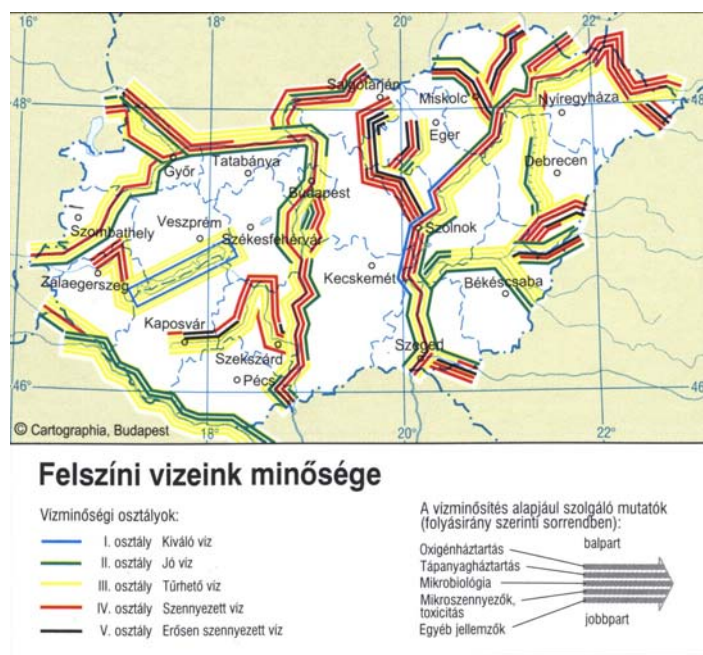 16° 18° 20° 22°
48° 48°
Salgótarján
Miskolc
Nyíregyháza
Eger
Győr
Tatabánya
Debrecen
Budapest
Szombathely
Veszprém
Székesfehérvár
Szolnok
Zalaegerszeg
Kecskemét
Békéscsaba
Kaposvár
Szekszárd
Szeged
46° 46°
Pécs
18° 20° 22°
© Cartographia, Budapest
Felszíni vizeink minősége
Vízminőségi osztályok:
I. osztály Kiváló víz
II. osztály Jó víz
III. osztály Tűrhető víz
IV. osztály Szennyezett víz
V. osztály Erősen szennyezett víz
A vízminősítés alapjául szolgáló mutatók
(folyásirány szerinti sorrendben):
balpart
Oxigénháztartás
Tápanyagháztartás
Mikrobiológia
Mikroszennyezők,
toxicitás
Egyéb jellemzők
jobbpart